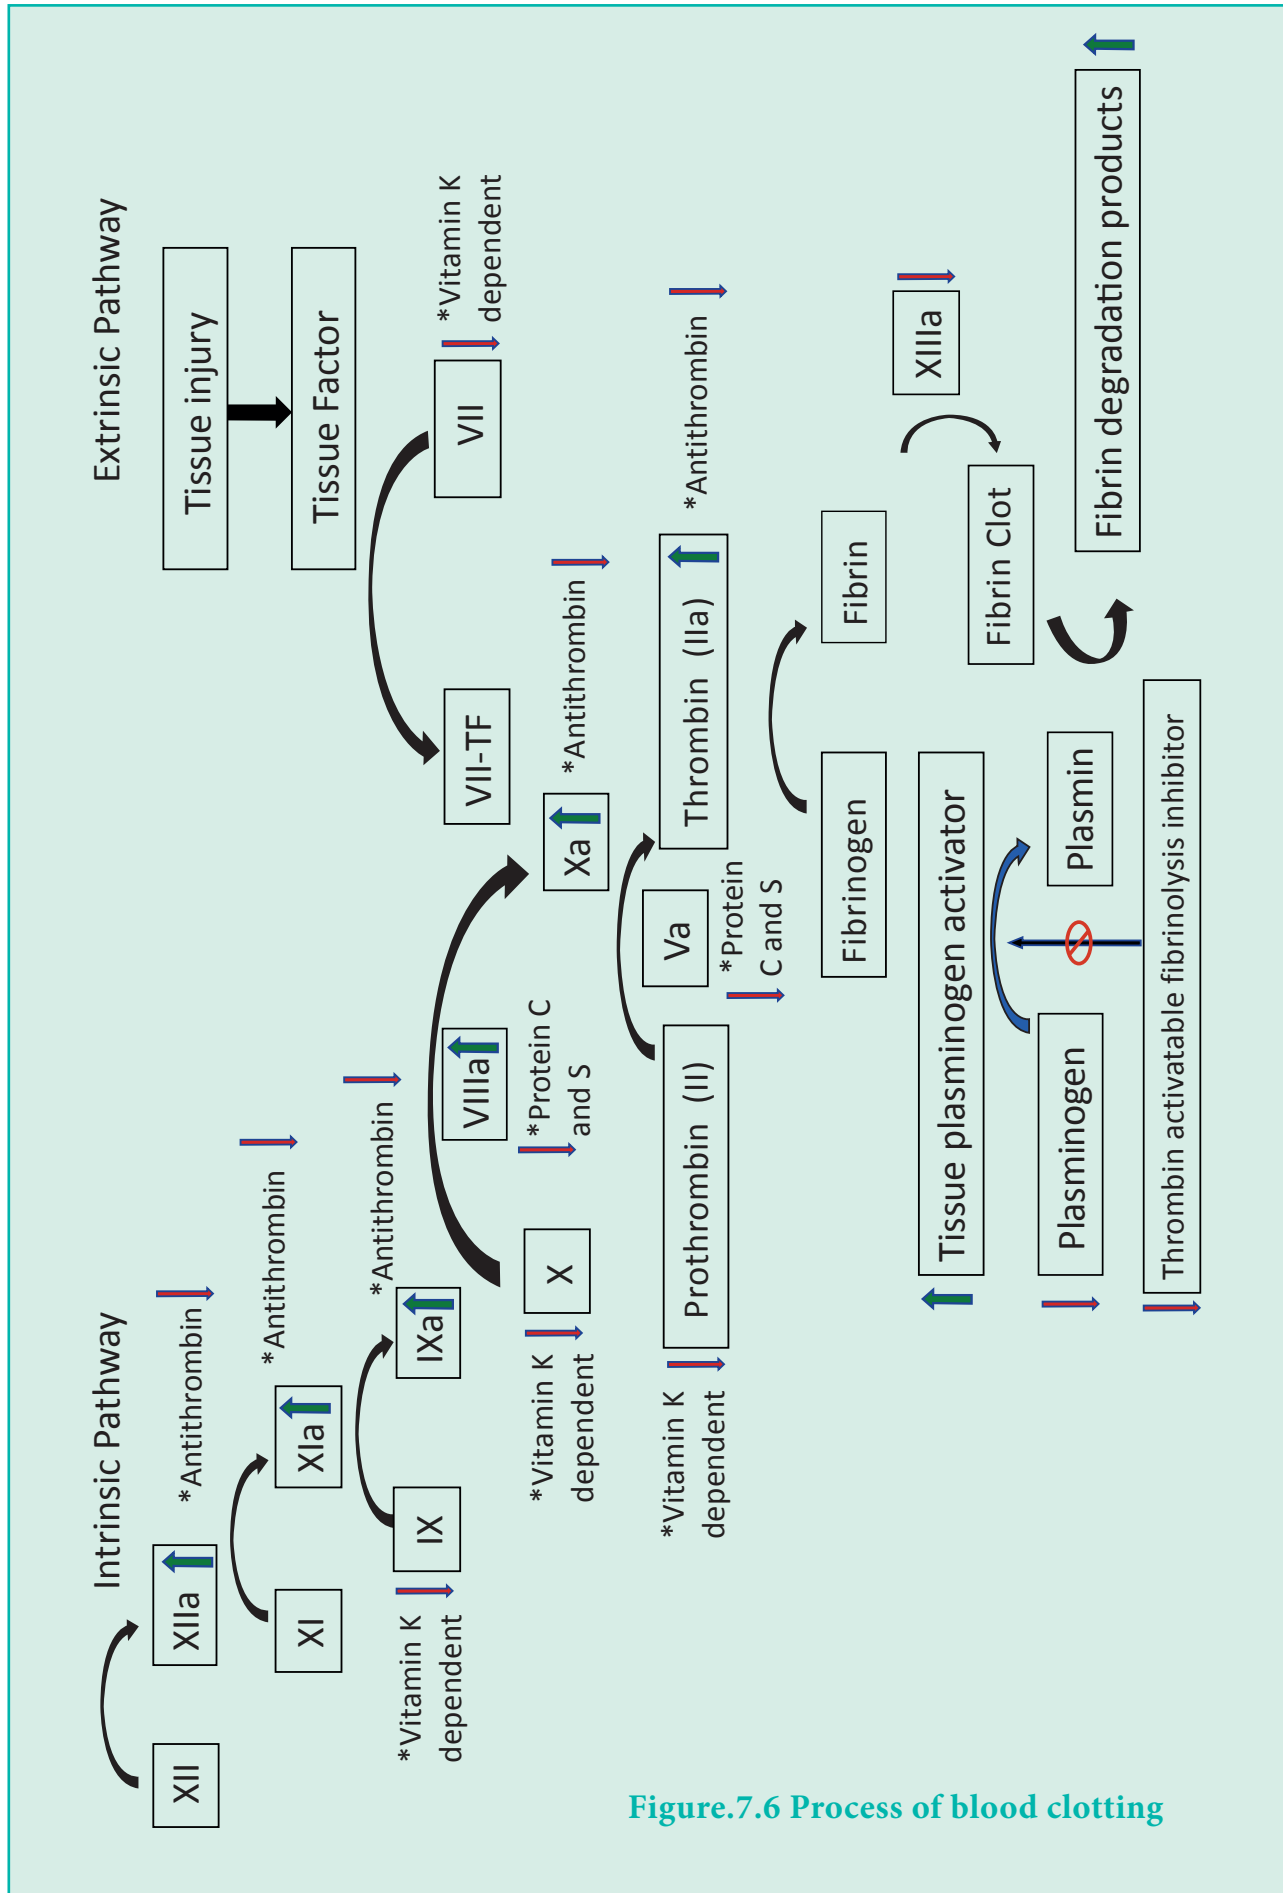 Intrinsic Pathway
Extrinsic Pathway
XII
XIIa
*Antithrombin
Tissue injury
XI
XIa
*Antithrombin
Tissue Factor
*Vitamin K
dependent
IX
IXa
*Antithrombin
VIIIa
*Protein C
and S
VII-TF
VII
*Vitamin K
dependent
*Vitamin K
dependent
X
Xa
*Antithrombin
*Vitamin K
dependent
Prothrombin (II)
Va
*Protein
C and S
Thrombin (IIa)
*Antithrombin
Fibrinogen
Fibrin
XIIIa
Tissue plasminogen activator
Fibrin Clot
Plasminogen
Plasmin
Fibrin degradation products
Thrombin activatable fibrinolysis inhibitor
Figure.7.6 Process of blood clotting